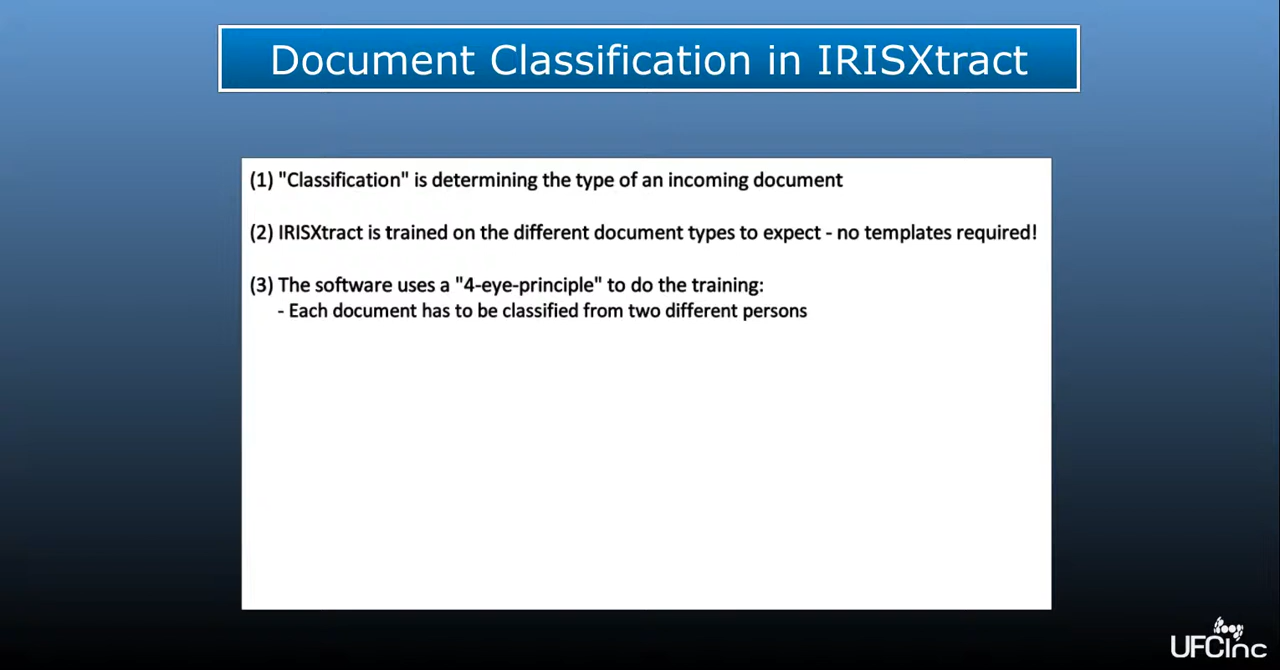 Document Classification in IRISXtract
(1) "Classification" is determining the type of an incoming document
(2) IRISXtract is trained on the different document types to expect - no templates required!
(3) The software uses a "4-eye-principle" to do the training:
- Each document has to be classified from two different persons
UFCinc